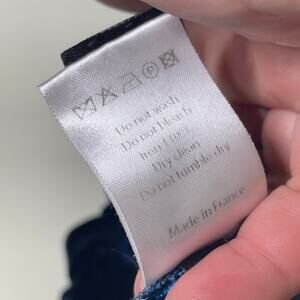 Do not wash
Do not bleach
Iron 110°c
Dry clean
Do not tumble dry
Made in France